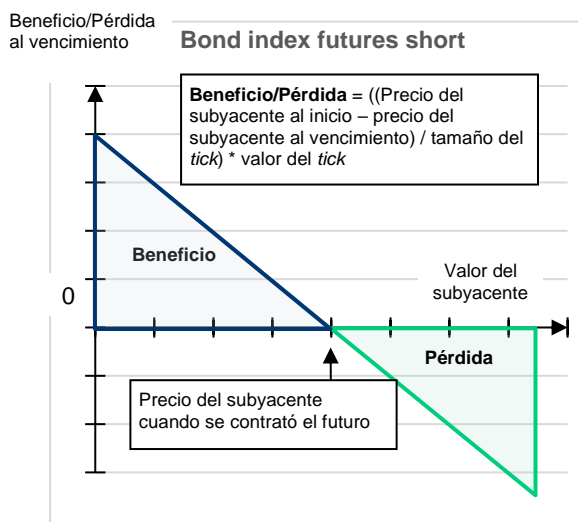 Beneficio/Pérdida
al vencimiento
Bond index futures short
Beneficio/Pérdida = ((Precio del
subyacente al inicio – precio del
subyacente al vencimiento) / tamaño del
tick) * valor del tick
Beneficio
Valor del
subyacente
0
Pérdida
Precio del subyacente
cuando se contrató el futuro